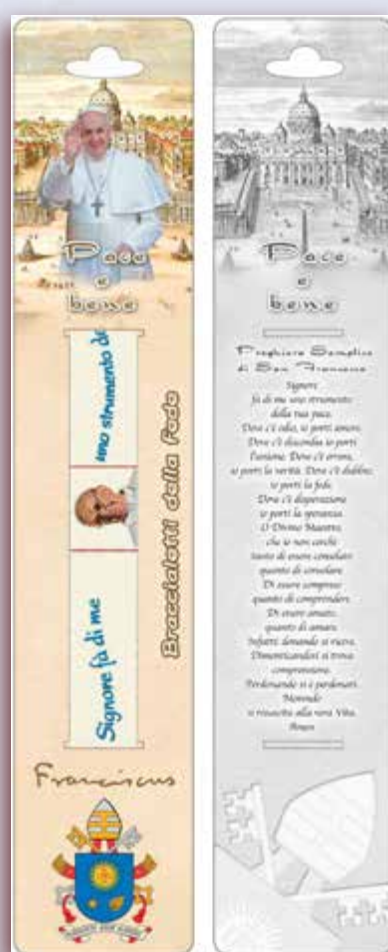 Pace
e
bene
Signore fà di me
uno strumento de
Braccialetti della fede
Franciscus
Pace
e
bene
Preghiera Semplice
di San Francesco
Signore
fà di me uno strumento
della tua pace.
Dove c'è odio, io porti amore.
Dove c'è discordia io porti
l'unione. Dove c'è errore,
io porti la verità. Dove c'è dubbio,
io porti la fede.
Dove c'è disperazione
io porti la speranza.
O Divino Maestro,
che io non cerchi
tanto di essere consolato
quanto di consolare.
Di essere compreso
quanto di comprendere.
Di essere amato,
quanto di amare.
Infatti: donando si riceve.
Dimenticandosi si trova
comprensione.
Perdonando si è perdonati.
Morendo
si resuscita alla vera Vita.
Amen